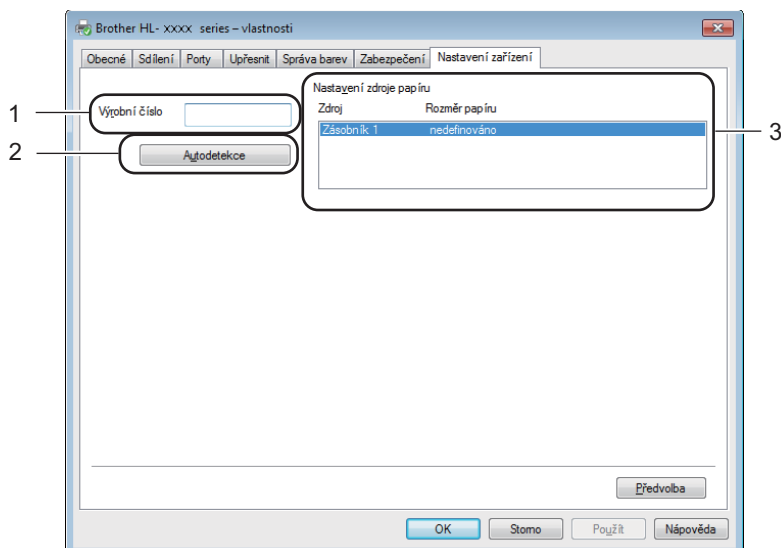 Brother HL- xxxx series – vlastnosti
Obecné Sdílení Porty Upřesnit Správa barev Zabezpečení Nastavení zařízení
Nastavení zdroje papíru
1 Výrobní číslo Zdroj Rozměr papíru
Zásobník 1 nedefinováno 3
2 Autodetekce
Předvolba
OK Storno Použít Nápověda